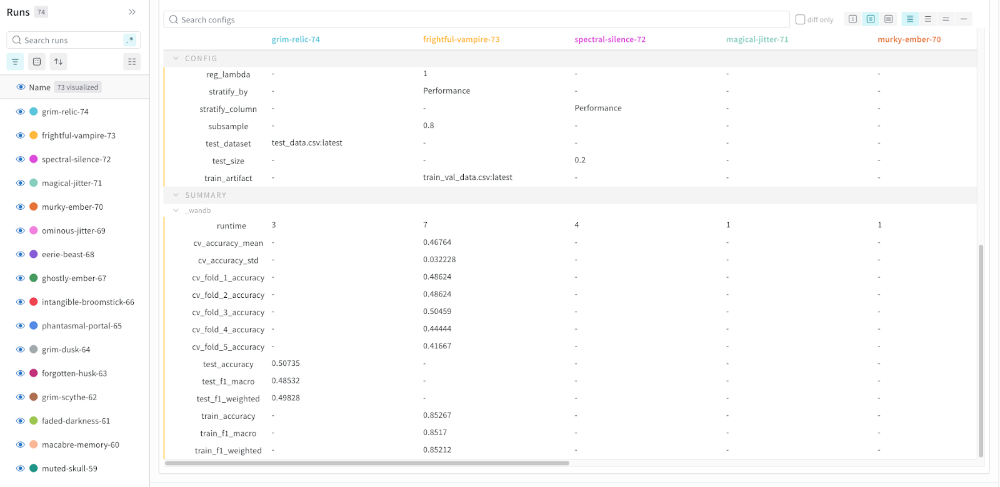 Runs 74
Search runs .*
Name 73 visualized
grim-relic-74
frightful-vampire-73
spectral-silence-72
magical-jitter-71
murky-ember-70
ominous-jitter-69
eerie-beast-68
ghostly-ember-67
intangible-broomstick-66
phantasmal-portal-65
grim-dusk-64
forgotten-husk-63
grim-scythe-62
faded-darkness-61
macabre-memory-60
muted-skull-59
Search configs diff only
grim-relic-74 frightful-vampire-73 spectral-silence-72 magical-jitter-71 murky-ember-70
CONFIG
reg_lambda - 1 - - -
stratify_by - Performance - - -
stratify_column - - Performance - -
subsample - 0.8 - - -
test_dataset test_data.csv:latest - - - -
test_size - - 0.2 - -
train_artifact - train_val_data.csv:latest - - -
SUMMARY
_wandb
runtime 3 7 4 1 1
cv_accuracy_mean - 0.46764 - - -
cv_accuracy_std - 0.032228 - - -
cv_fold_1_accuracy - 0.48624 - - -
cv_fold_2_accuracy - 0.48624 - - -
cv_fold_3_accuracy - 0.50459 - - -
cv_fold_4_accuracy - 0.44444 - - -
cv_fold_5_accuracy - 0.41667 - - -
test_accuracy 0.50735 - - - -
test_f1_macro 0.48532 - - - -
test_f1_weighted 0.49828 - - - -
train_accuracy - 0.85267 - - -
train_f1_macro - 0.8517 - - -
train_f1_weighted - 0.85212 - - -